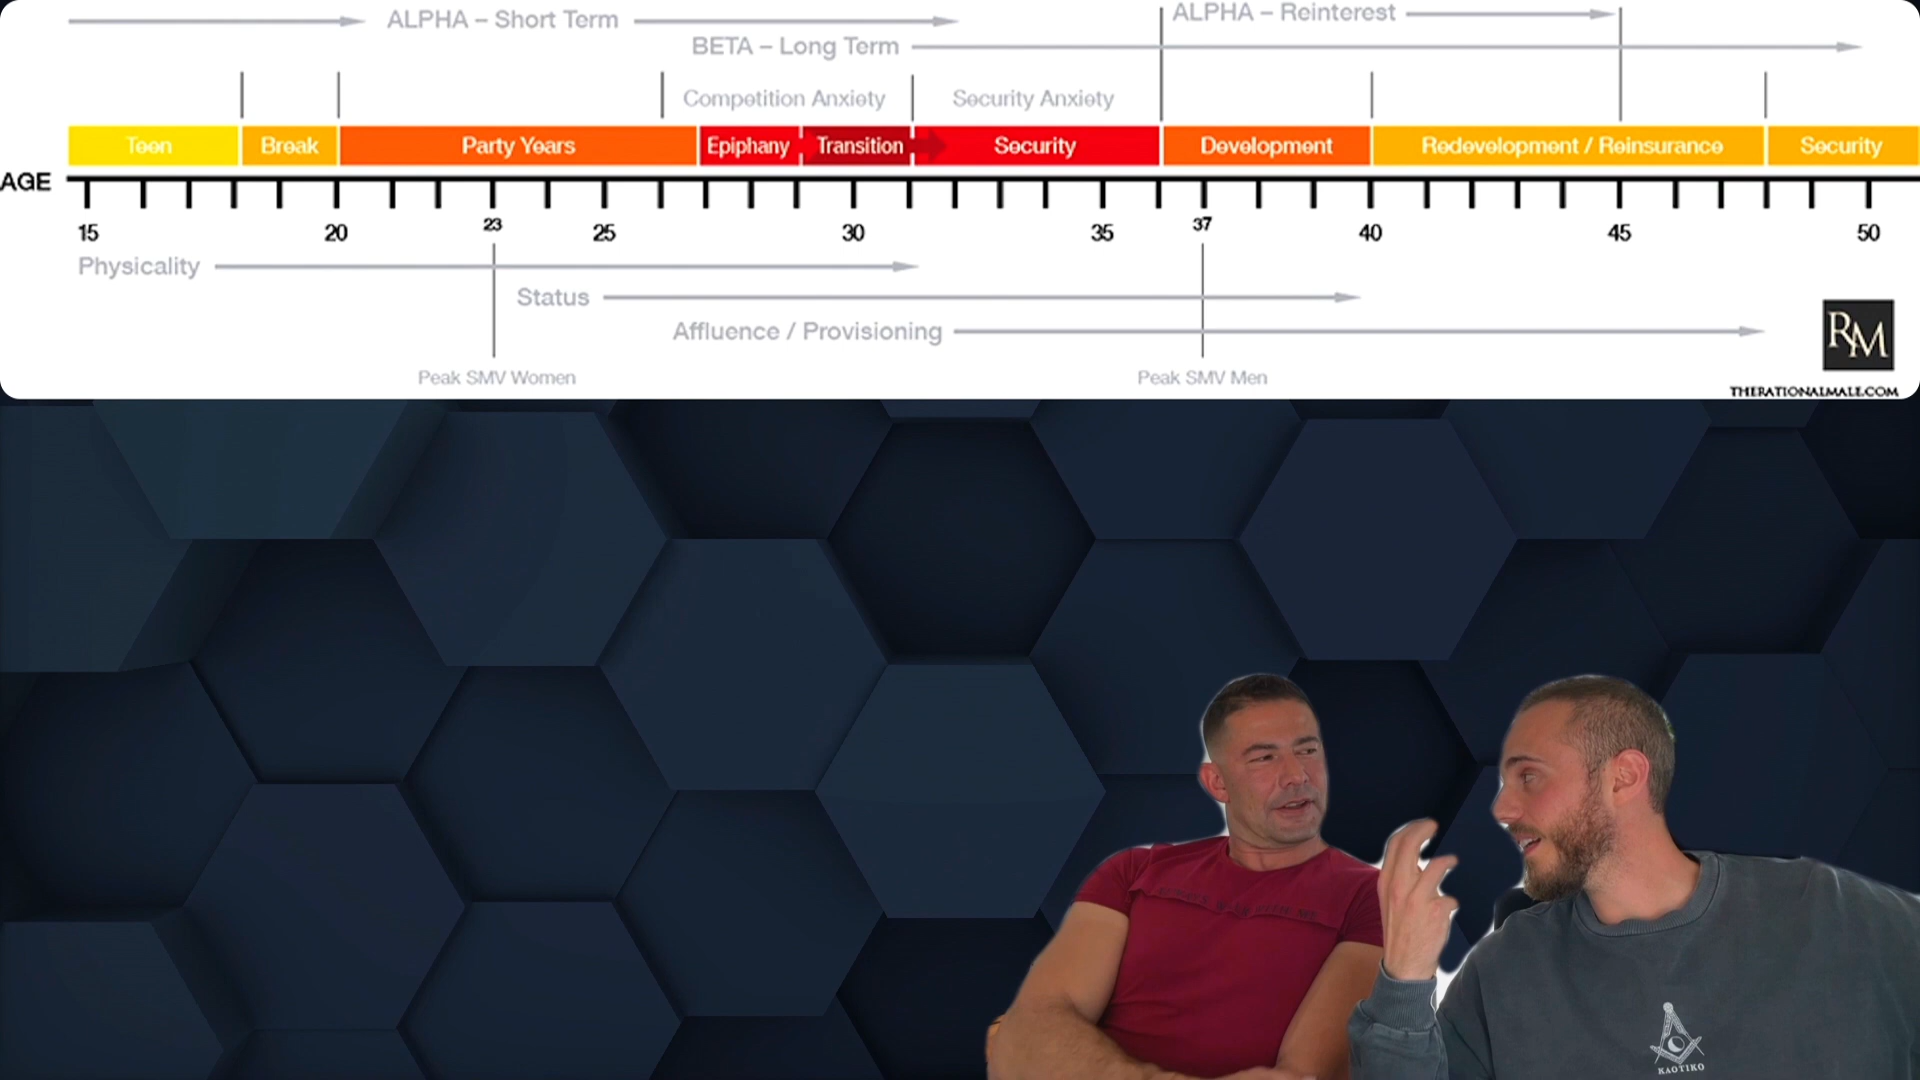 ALPHA – Short Term
ALPHA – Reinterest
BETA – Long Term
Competition Anxiety
Security Anxiety
Teen
Break
Party Years
Epiphany
Transition
Security
Development
Redevelopment / Reinsurance
Security
AGE
15
20
23
25
30
35
37
40
45
50
Physicality
Status
Affluence / Provisioning
Peak SMV Women
Peak SMV Men
RM
THERATIONALMALE.COM
KAOTIKO